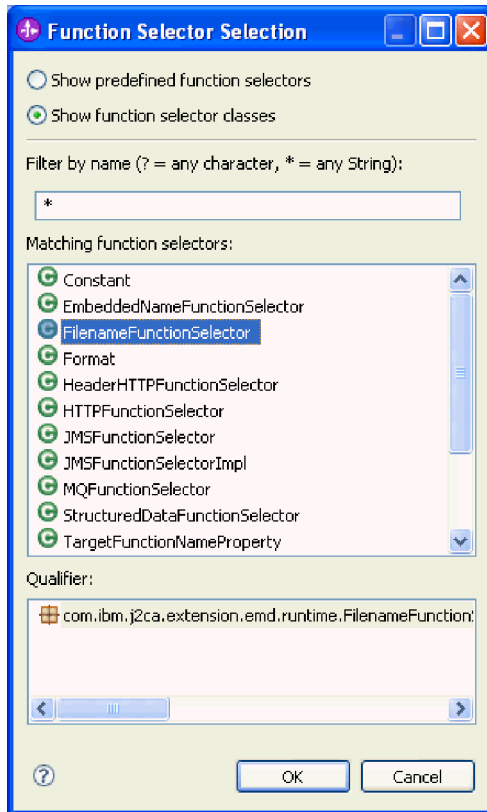 Function Selector Selection
Show predefined function selectors
Show function selector classes
Filter by name (? = any character, * = any String):
*
Matching function selectors:
Constant
EmbeddedNameFunctionSelector
FilenameFunctionSelector
Format
HeaderHTTPFunctionSelector
HTTPFunctionSelector
JMSFunctionSelector
JMSFunctionSelectorImpl
MQFunctionSelector
StructuredDataFunctionSelector
TargetFunctionNameProperty
Qualifier:
com.ibm.j2ca.extension.emd.runtime.FilenameFunctionS
OK Cancel